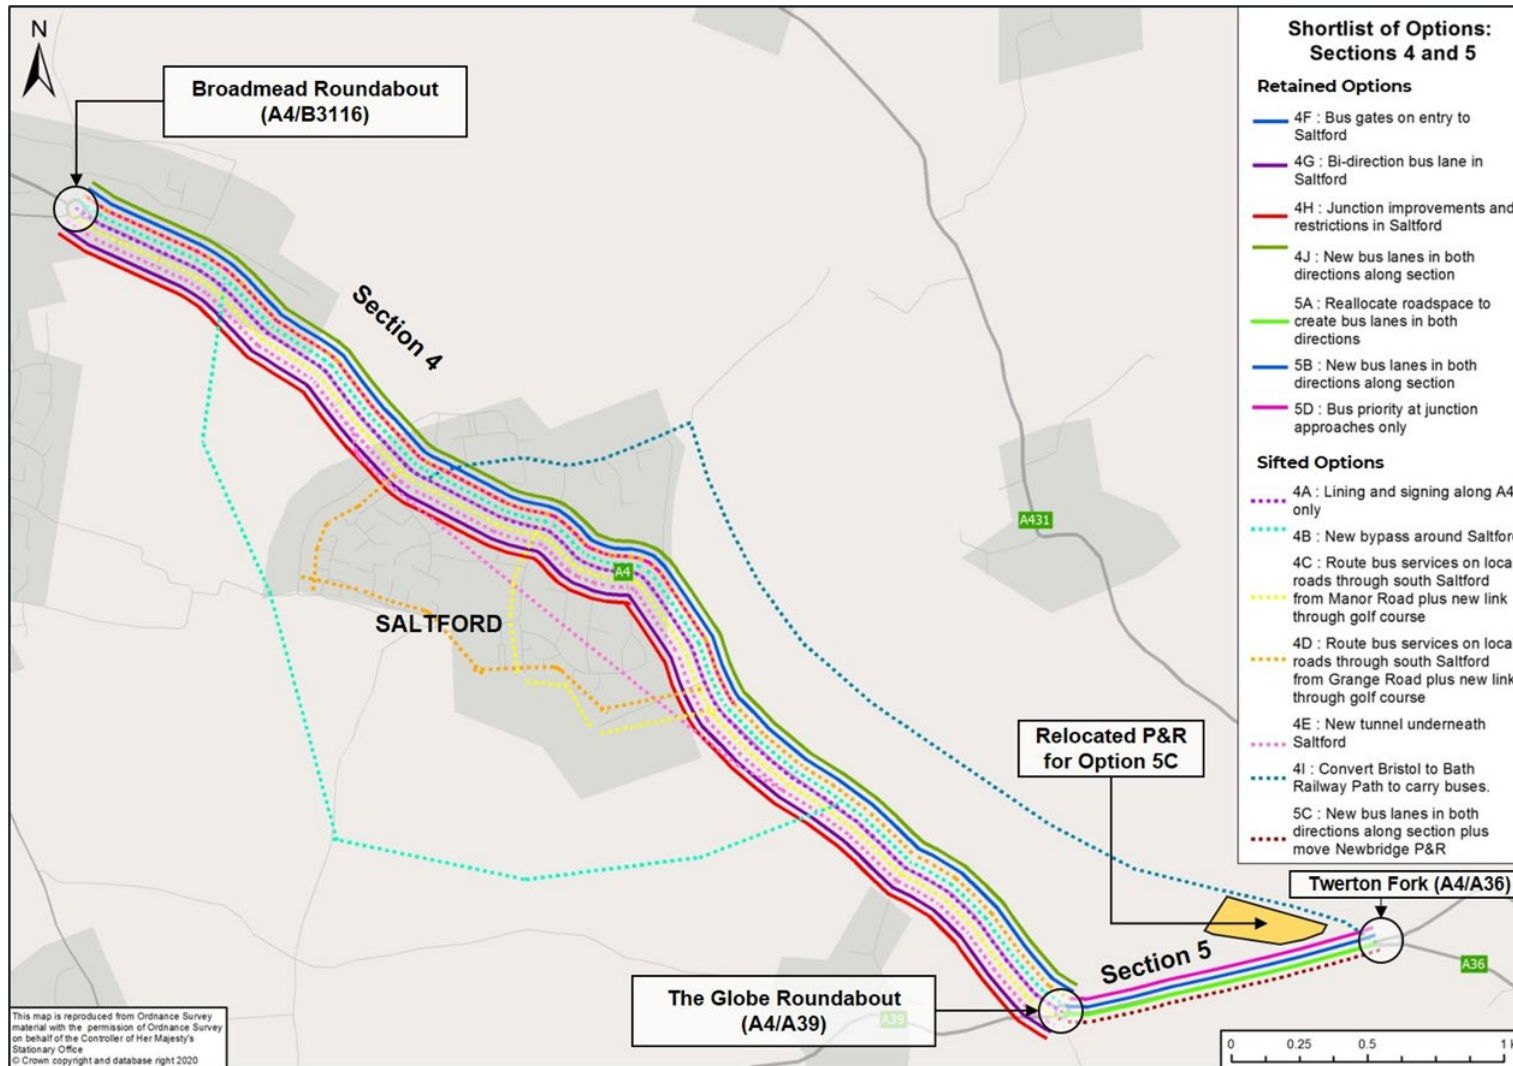 N
Broadmead Roundabout
(A4/B3116)
Section 4
SALTFORD
A4
A431
Relocated P&R
for Option 5C
Twerton Fork (A4/A36)
Section 5
A36
The Globe Roundabout
(A4/A39)
A39
Shortlist of Options:
Sections 4 and 5
Retained Options
4F : Bus gates on entry to
Saltford
4G : Bi-direction bus lane in
Saltford
4H : Junction improvements and
restrictions in Saltford
4J : New bus lanes in both
directions along section
5A : Reallocate roadspace to
create bus lanes in both
directions
5B : New bus lanes in both
directions along section
5D : Bus priority at junction
approaches only
Sifted Options
4A : Lining and signing along A4
only
4B : New bypass around Saltford
4C : Route bus services on loca
roads through south Saltford
from Manor Road plus new link
through golf course
4D : Route bus services on loca
roads through south Saltford
from Grange Road plus new link
through golf course
4E : New tunnel underneath
Saltford
4I : Convert Bristol to Bath
Railway Path to carry buses.
5C : New bus lanes in both
directions along section plus
move Newbridge P&R
This map is reproduced from Ordnance Survey
material with the permission of Ordnance Survey
on behalf of the Controller of Her Majesty's
Stationary Office
© Crown copyright and database right 2020
0 0.25 0.5 1